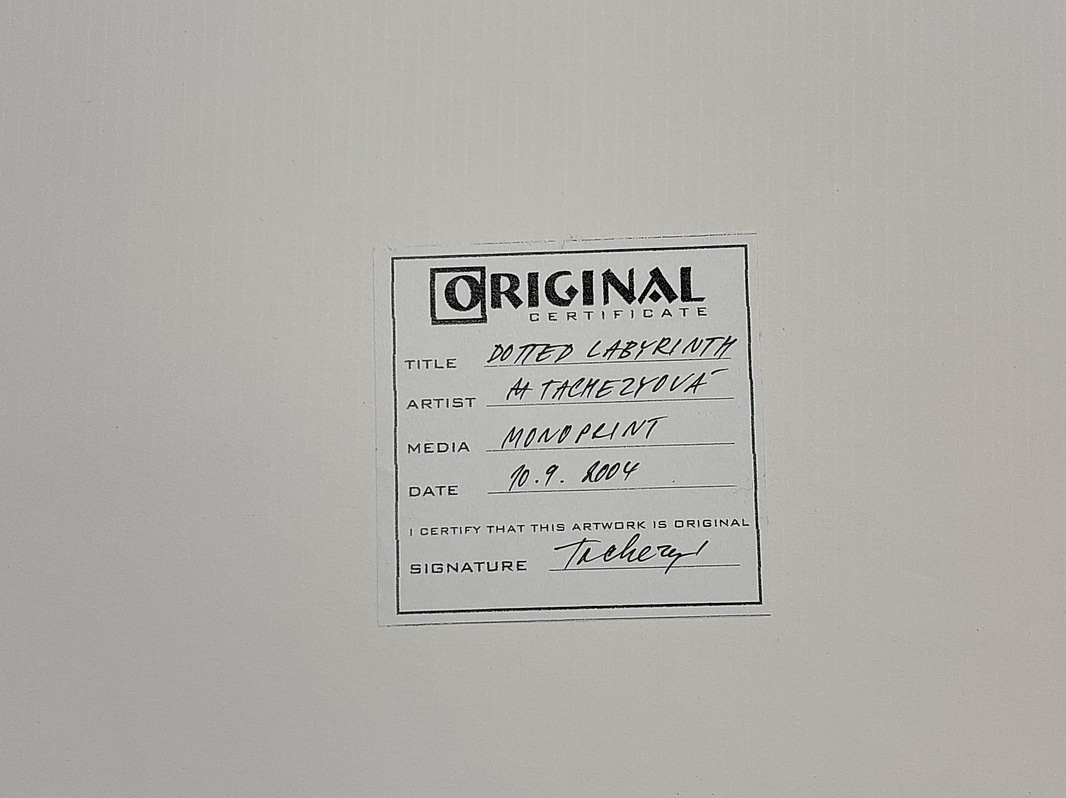 ORIGINAL
CERTIFICATE
TITLE DOTTED LABYRINTH
ARTIST M TACHEZYOVÁ
MEDIA MONOPRINT
DATE 10.9. 2004
I CERTIFY THAT THIS ARTWORK IS ORIGINAL
SIGNATURE Tachezy